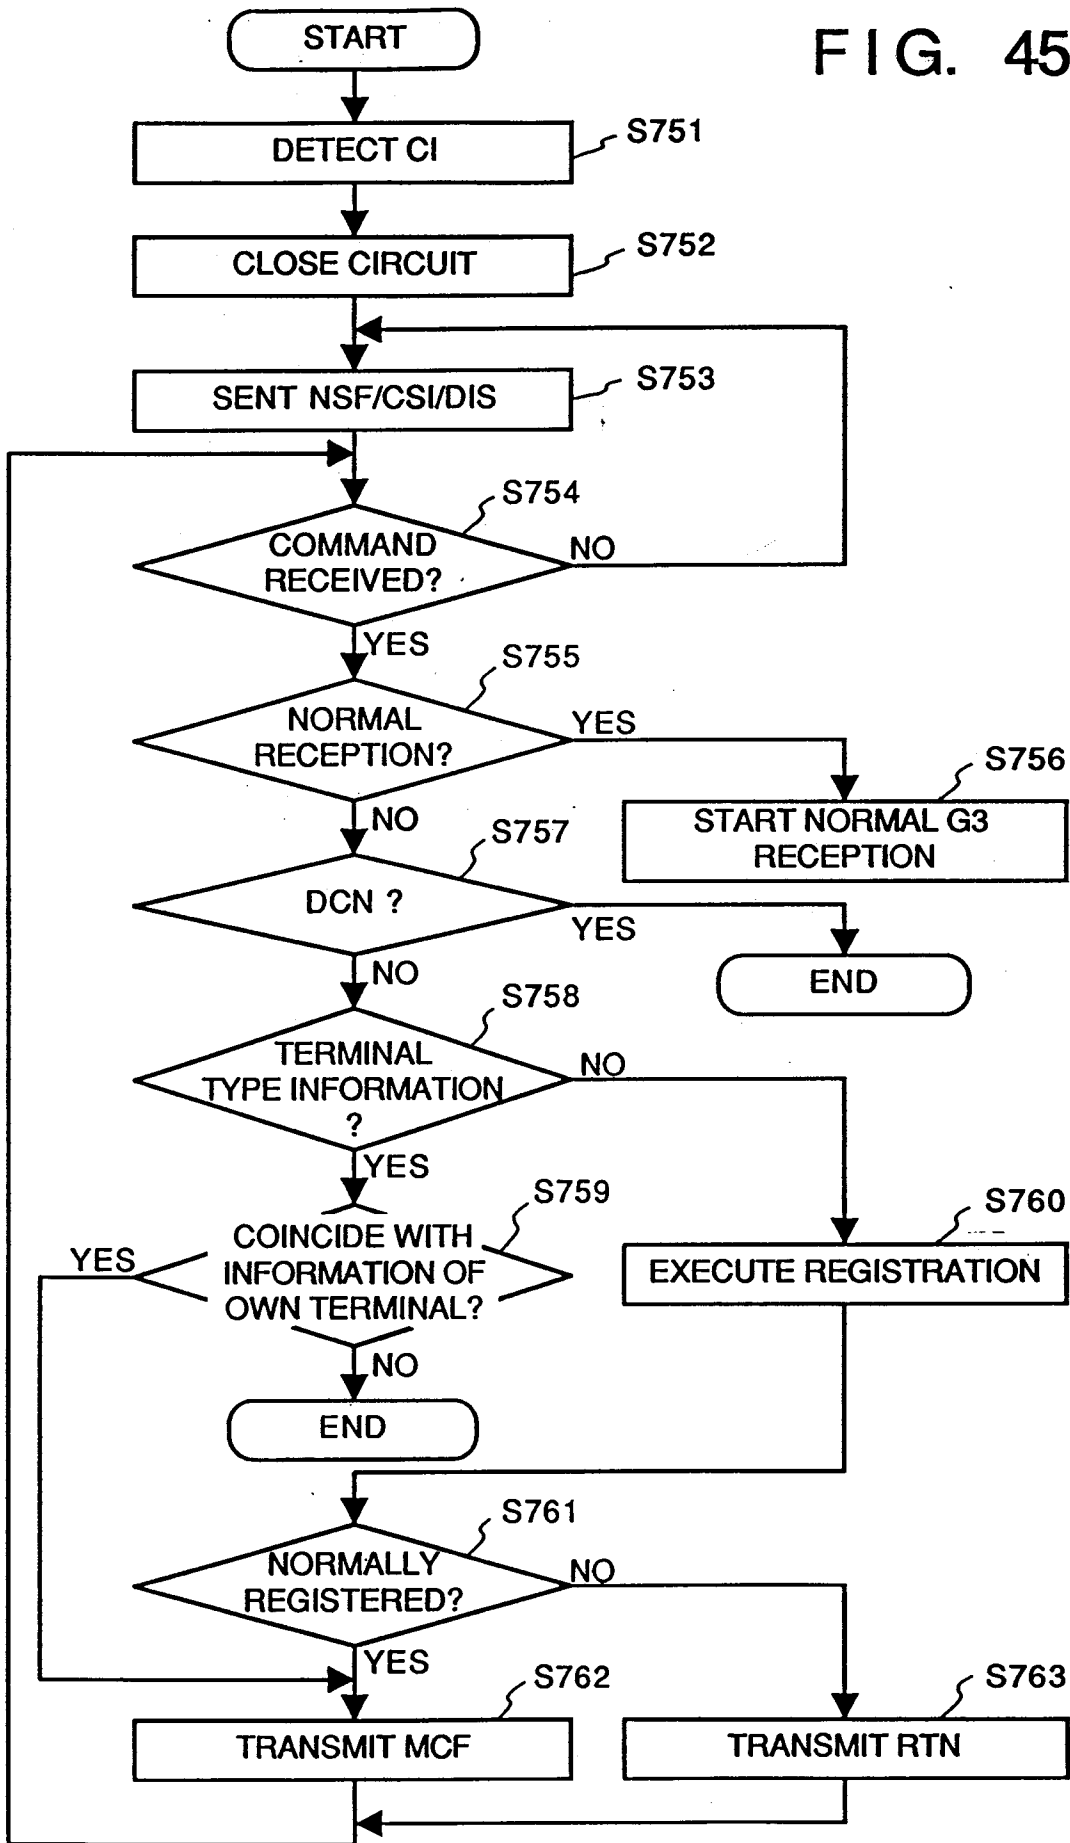 START
FIG. 45
DETECT CI
S751
CLOSE CIRCUIT
S752
SENT NSF/CSI/DIS
S753
S754
COMMAND
RECEIVED?
NO
YES
S755
NORMAL
RECEPTION?
YES
S756
START NORMAL G3
RECEPTION
NO
S757
DCN ?
YES
END
NO
S758
TERMINAL
TYPE INFORMATION
?
NO
YES
S759
COINCIDE WITH
INFORMATION OF
OWN TERMINAL?
YES
S760
EXECUTE REGISTRATION
NO
END
S761
NORMALLY
REGISTERED?
NO
YES
S762
TRANSMIT MCF
S763
TRANSMIT RTN